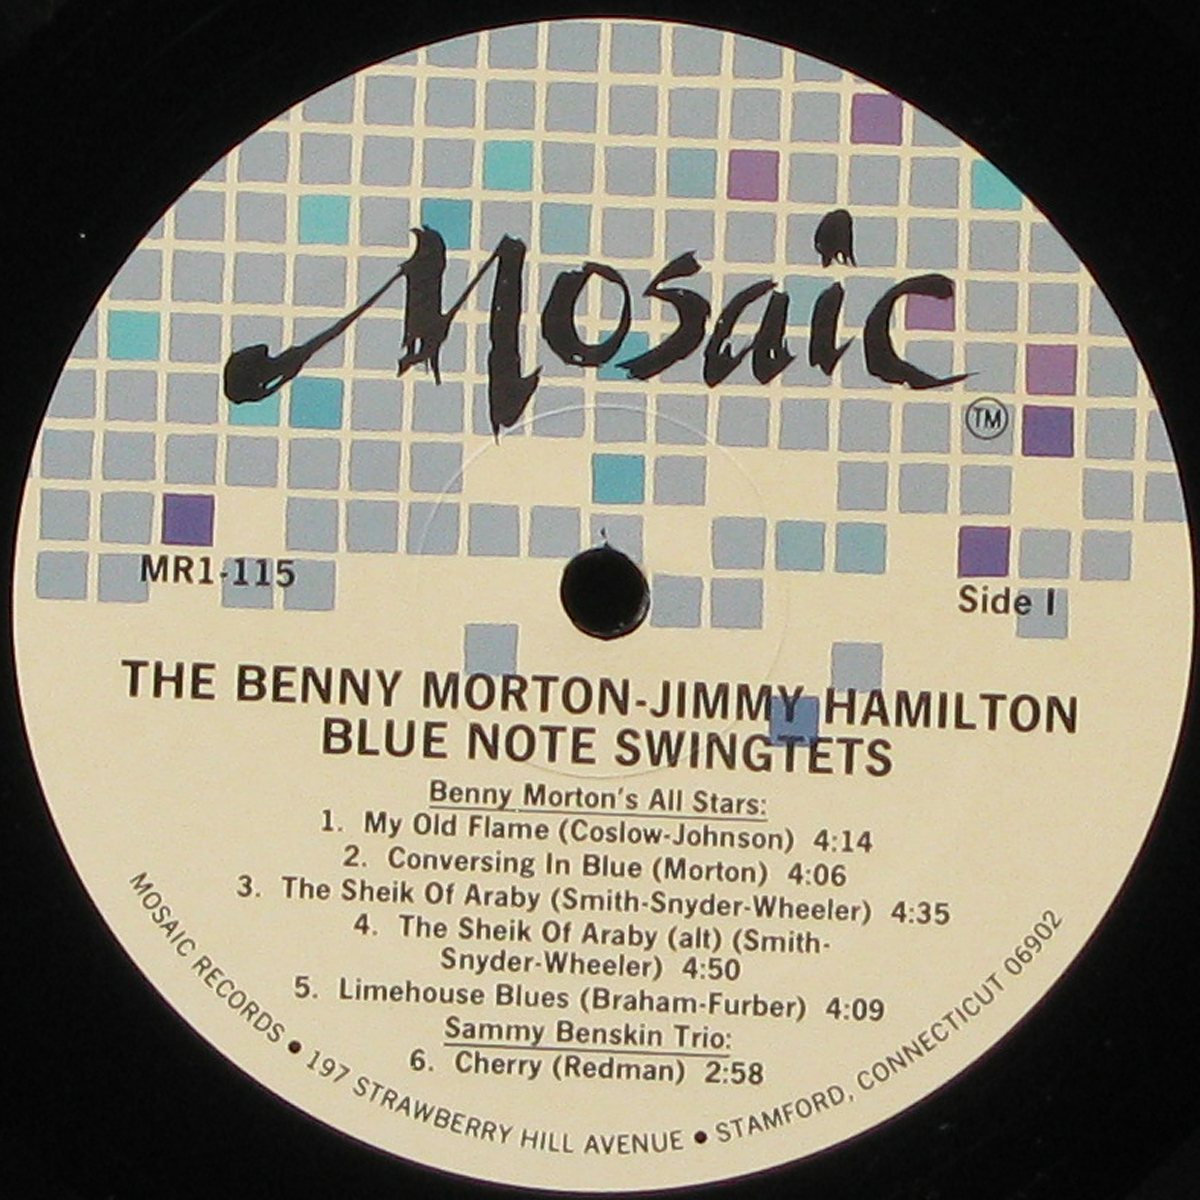 Mosaic
TM
MR1-115
Side 1
THE BENNY MORTON-JIMMY HAMILTON
BLUE NOTE SWINGTETS
Benny Morton's All Stars:
1. My Old Flame (Coslow-Johnson) 4:14
2. Conversing In Blue (Morton) 4:06
3. The Sheik Of Araby (Smith-Snyder-Wheeler) 4:35
4. The Sheik Of Araby (alt) (Smith-
Snyder-Wheeler) 4:50
5. Limehouse Blues (Braham-Furber) 4:09
Sammy Benskin Trio:
6. Cherry (Redman) 2:58
MOSAIC RECORDS • 197 STRAWBERRY HILL AVENUE • STAMFORD, CONNECTICUT 06902